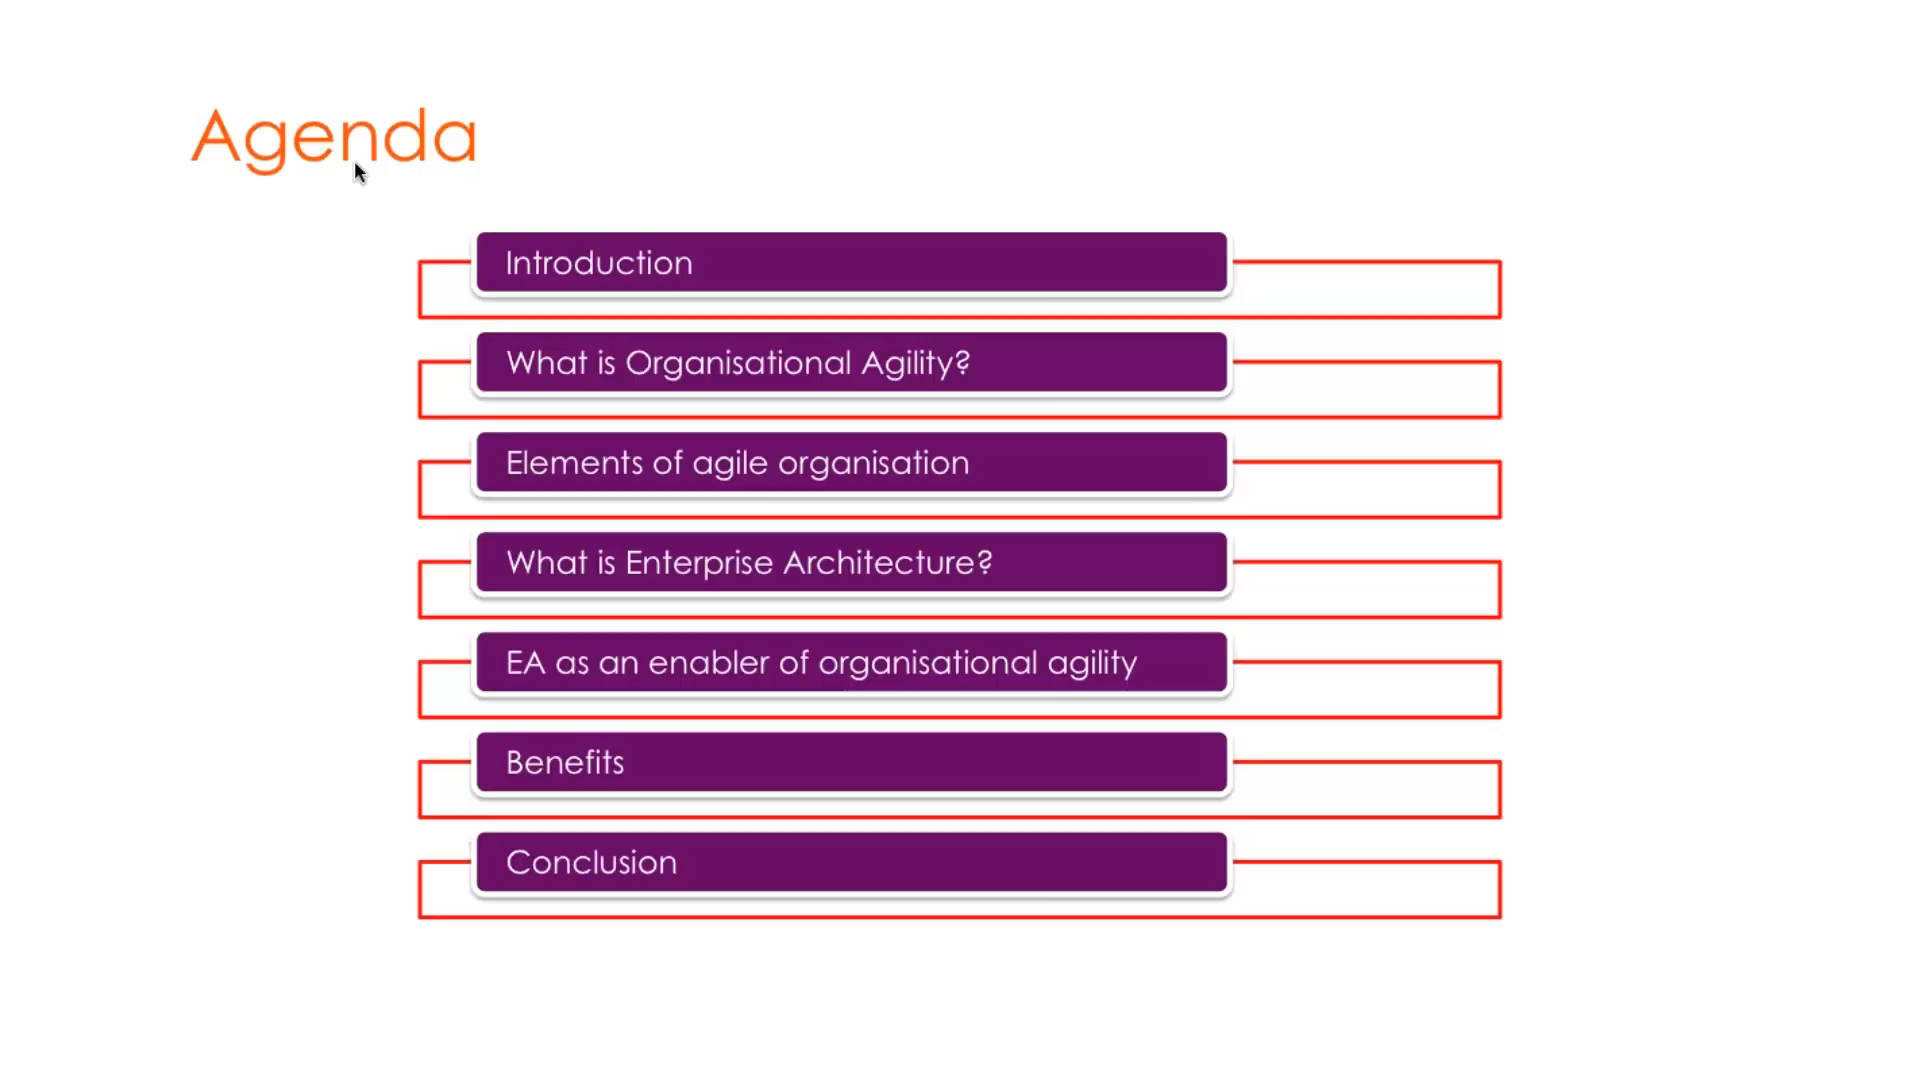 Agenda
Introduction
What is Organisational Agility?
Elements of agile organisation
What is Enterprise Architecture?
EA as an enabler of organisational agility
Benefits
Conclusion